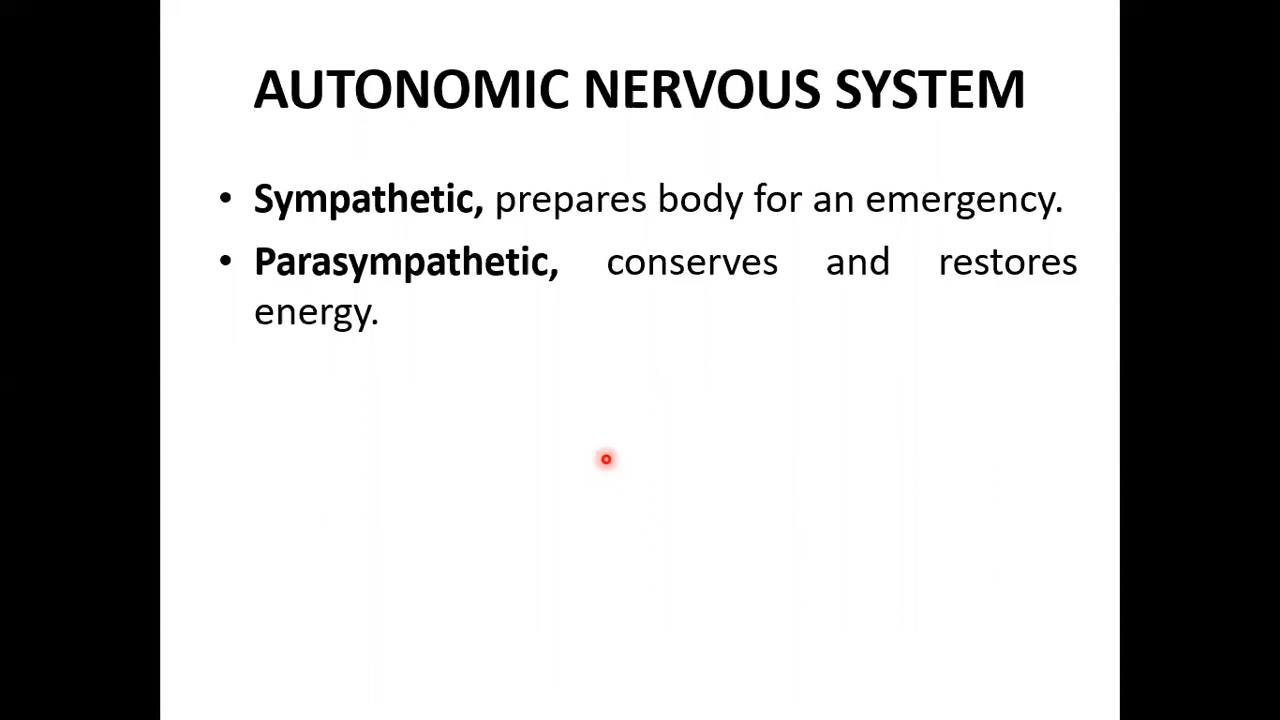 AUTONOMIC NERVOUS SYSTEM
• Sympathetic, prepares body for an emergency.
• Parasympathetic, conserves and restores
energy.